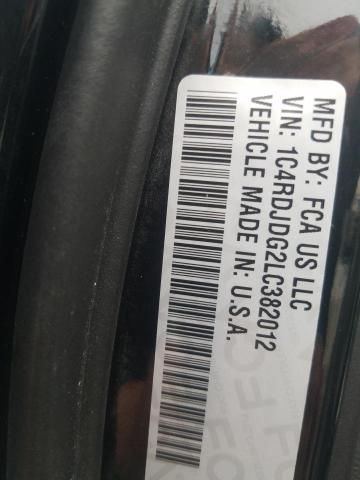 MFD BY: FCA US LLC
VIN: 1C4RDJDG2LC382012
VEHICLE MADE IN: U.S.A.